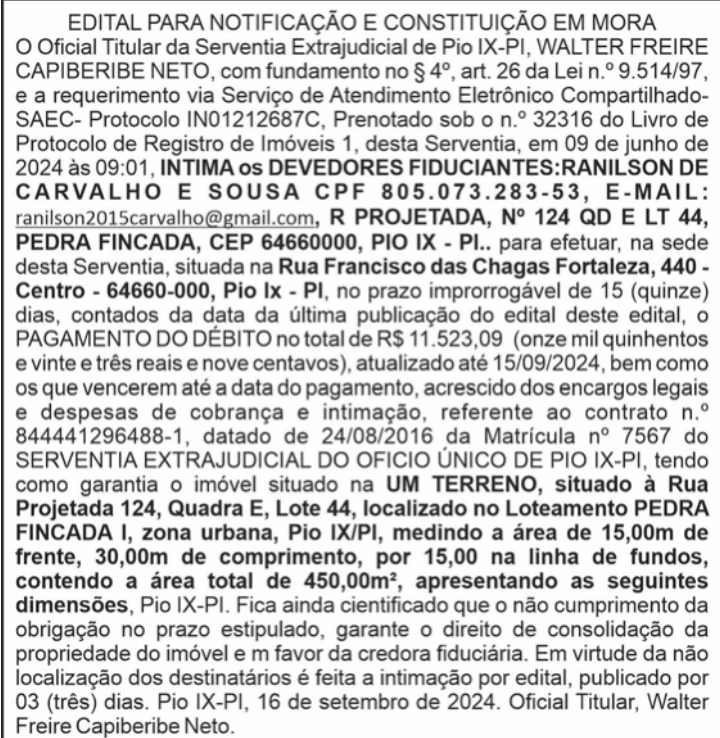 EDITAL PARA NOTIFICAÇÃO E CONSTITUIÇÃO EM MORA
O Oficial Titular da Serventia Extrajudicial de Pio IX-PI, WALTER FREIRE
CAPIBERIBE NETO, com fundamento no § 4º, art. 26 da Lei n.º 9.514/97,
e a requerimento via Serviço de Atendimento Eletrônico Compartilhado-
SAEC- Protocolo IN01212687C, Prenotado sob o n.º 32316 do Livro de
Protocolo de Registro de Imóveis 1, desta Serventia, em 09 de junho de
2024 às 09:01, INTIMA os DEVEDORES FIDUCIANTES:RANILSON DE
CARVALHO E SOUSA CPF 805.073.283-53, E-MAIL:
ranilson2015carvalho@gmail.com, R PROJETADA, Nº 124 QD E LT 44,
PEDRA FINCADA, CEP 64660000, PIO IX - PI.. para efetuar, na sede
desta Serventia, situada na Rua Francisco das Chagas Fortaleza, 440 -
Centro - 64660-000, Pio Ix - PI, no prazo improrrogável de 15 (quinze)
dias, contados da data da última publicação do edital deste edital, o
PAGAMENTO DO DÉBITO no total de R$ 11.523,09 (onze mil quinhentos
e vinte e três reais e nove centavos), atualizado até 15/09/2024, bem como
os que vencerem até a data do pagamento, acrescido dos encargos legais
e despesas de cobrança e intimação, referente ao contrato n.º
844441296488-1, datado de 24/08/2016 da Matrícula nº 7567 do
SERVENTIA EXTRAJUDICIAL DO OFICIO ÚNICO DE PIO IX-PI, tendo
como garantia o imóvel situado na UM TERRENO, situado à Rua
Projetada 124, Quadra E, Lote 44, localizado no Loteamento PEDRA
FINCADA I, zona urbana, Pio IX/PI, medindo a área de 15,00m de
frente, 30,00m de comprimento, por 15,00 na linha de fundos,
contendo a área total de 450,00m², apresentando as seguintes
dimensões, Pio IX-PI. Fica ainda cientificado que o não cumprimento da
obrigação no prazo estipulado, garante o direito de consolidação da
propriedade do imóvel e m favor da credora fiduciária. Em virtude da não
localização dos destinatários é feita a intimação por edital, publicado por
03 (três) dias. Pio IX-PI, 16 de setembro de 2024. Oficial Titular, Walter
Freire Capiberibe Neto.